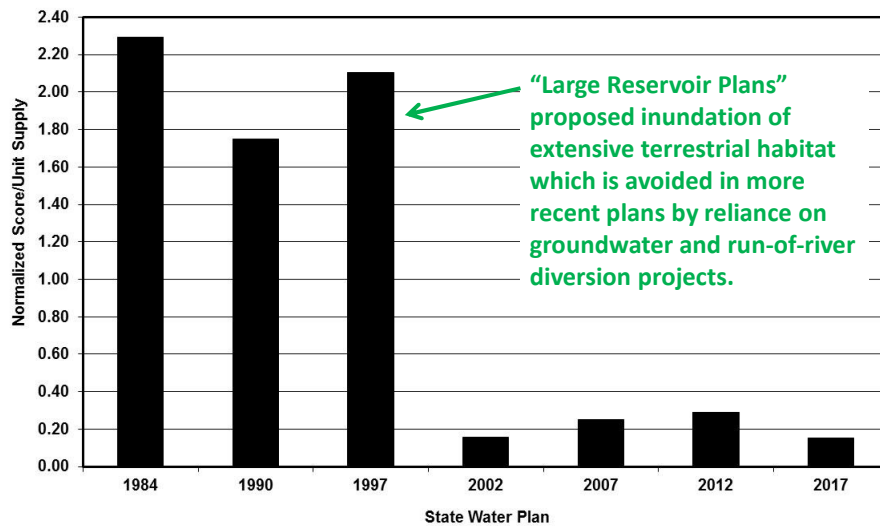 2.40
2.20
2.00
1.80
1.60
1.40
1.20
1.00
0.80
0.60
0.40
0.20
0.00
Normalized Score/Unit Supply
“Large Reservoir Plans”
proposed inundation of
extensive terrestrial habitat
which is avoided in more
recent plans by reliance on
groundwater and run-of-river
diversion projects.
1984 1990 1997 2002 2007 2012 2017
State Water Plan